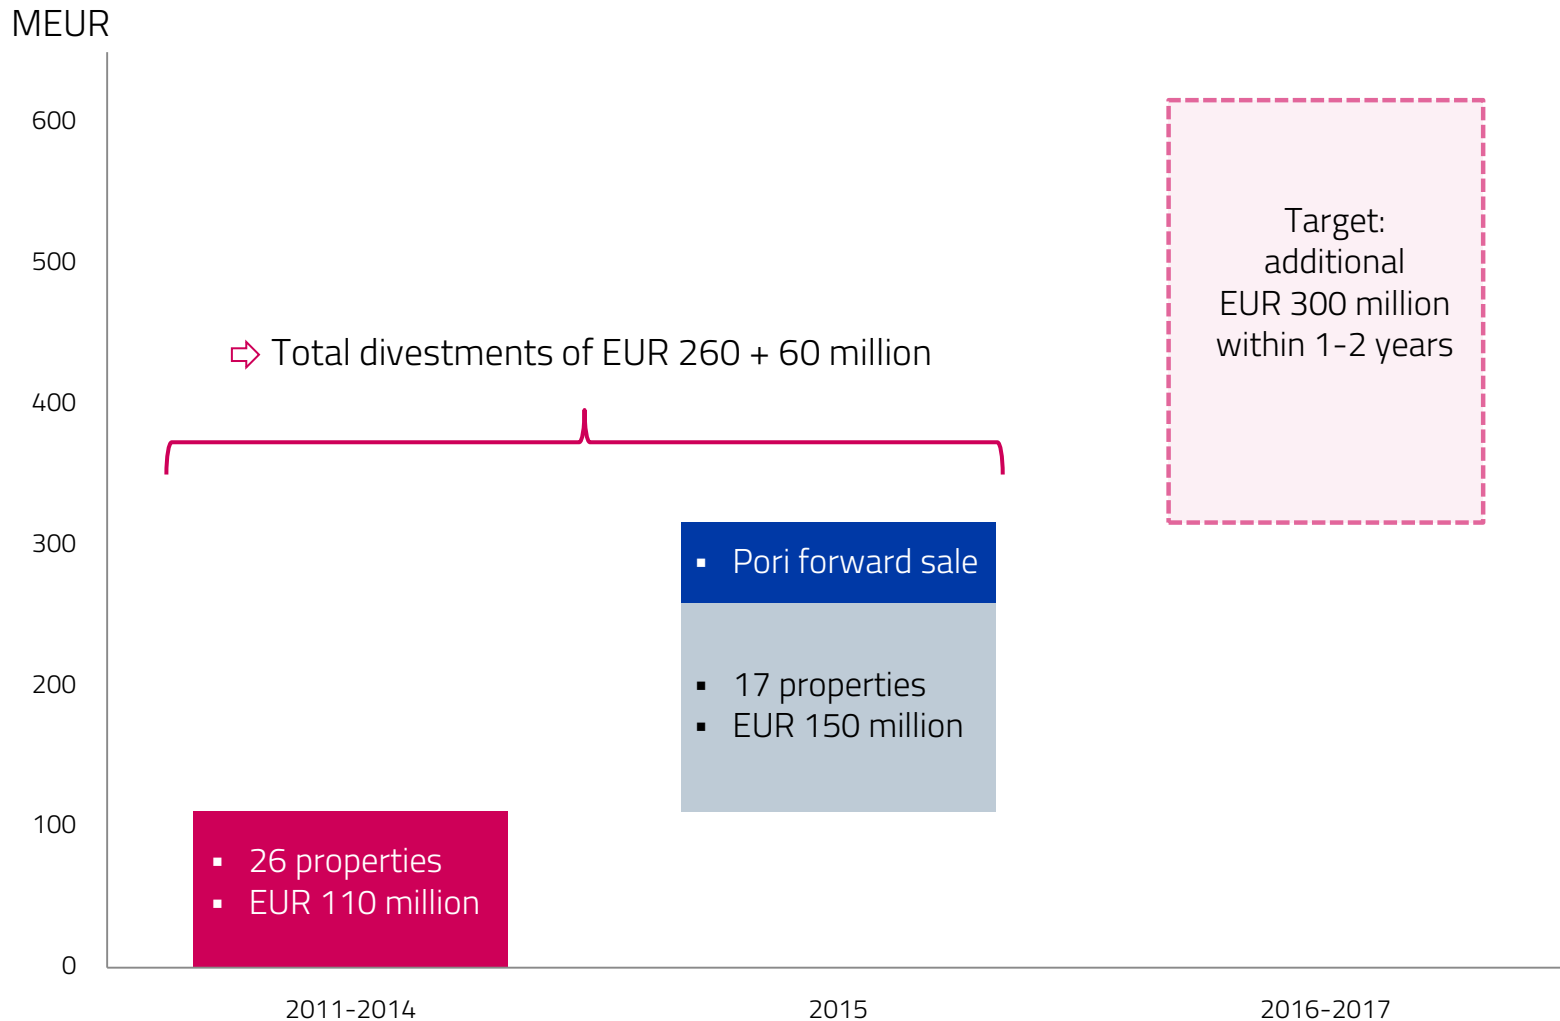 MEUR
600
500
400
300
200
100
0
Target:
additional
EUR 300 million
within 1-2 years
Total divestments of EUR 260 + 60 million
▪ Pori forward sale
▪ 17 properties
▪ EUR 150 million
▪ 26 properties
▪ EUR 110 million
2011-2014
2015
2016-2017